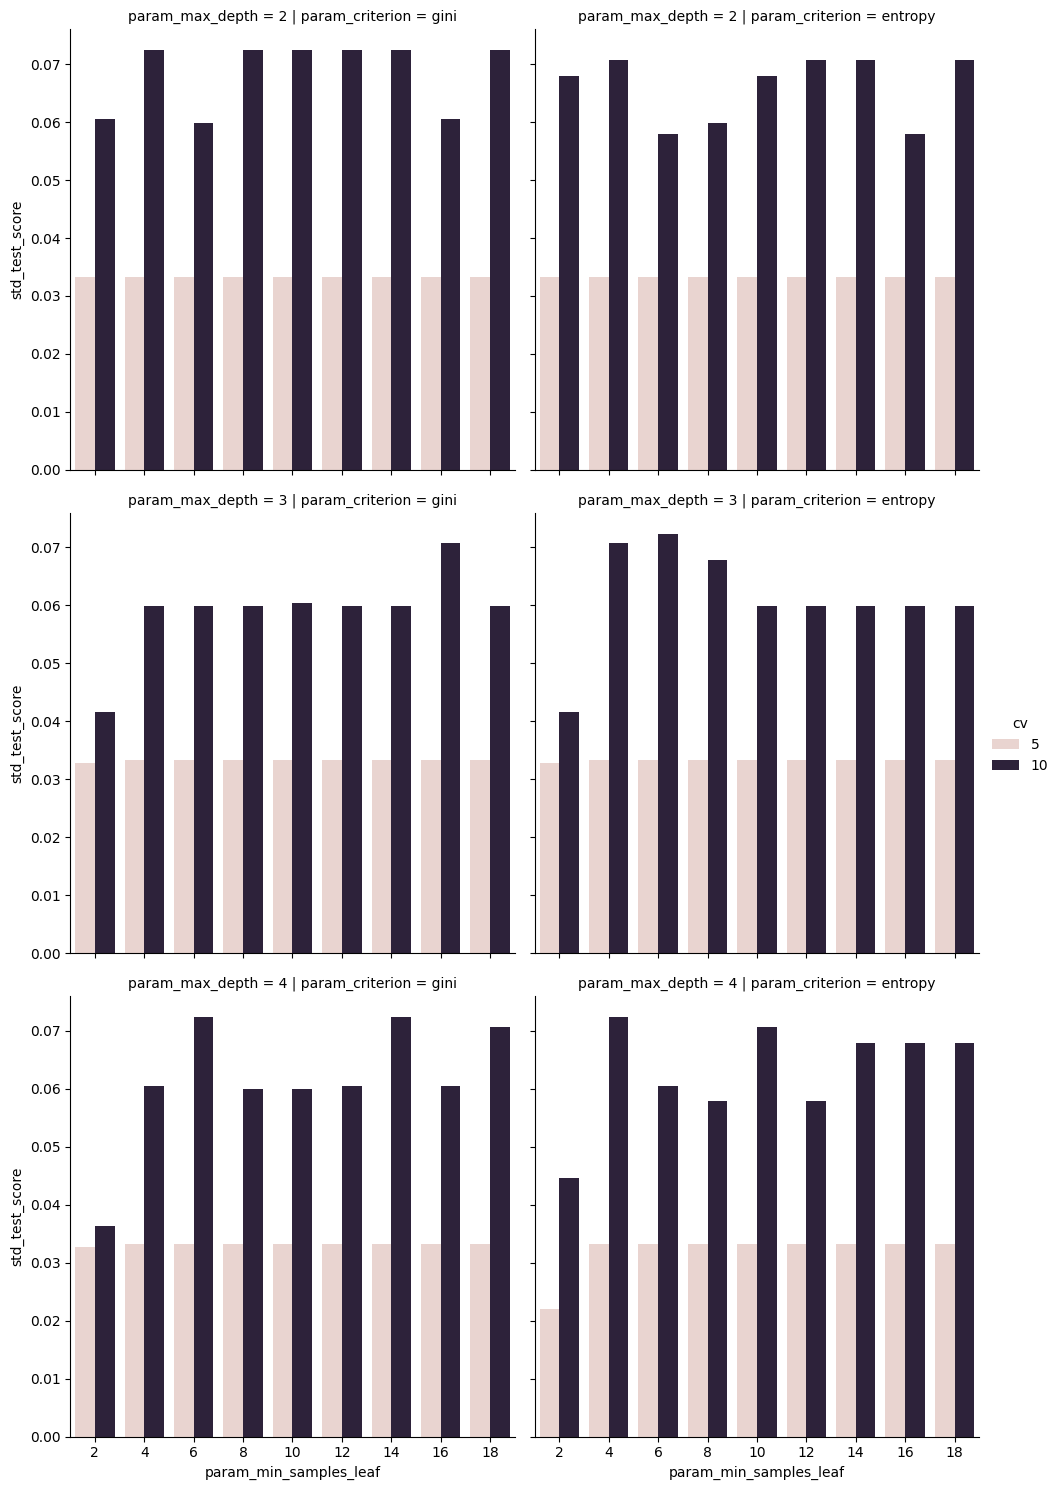 param_max_depth = 2 | param_criterion = gini
param_max_depth = 2 | param_criterion = entropy
0.07
0.06
0.05
0.04
0.03
0.02
0.01
0.00
std_test_score
param_max_depth = 3 | param_criterion = gini
param_max_depth = 3 | param_criterion = entropy
0.07
0.06
0.05
0.04
0.03
0.02
0.01
0.00
std_test_score
cv
5
10
param_max_depth = 4 | param_criterion = gini
param_max_depth = 4 | param_criterion = entropy
0.07
0.06
0.05
0.04
0.03
0.02
0.01
0.00
std_test_score
2 4 6 8 10 12 14 16 18
2 4 6 8 10 12 14 16 18
param_min_samples_leaf
param_min_samples_leaf